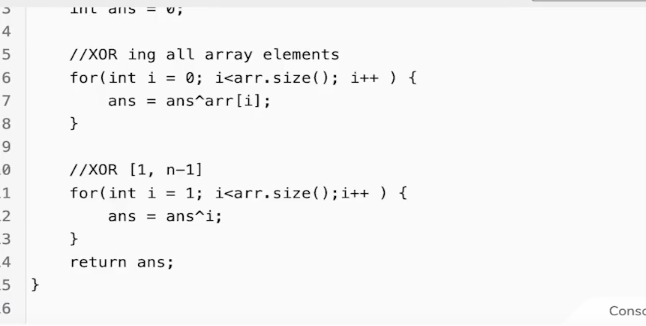 3 int ans = 0;
4
5 //XOR ing all array elements
6 for(int i = 0; i<arr.size(); i++ ) {
7 ans = ans^arr[i];
8 }
9
0 //XOR [1, n-1]
1 for(int i = 1; i<arr.size();i++ ) {
2 ans = ans^i;
3 }
4 return ans;
5 }
6
Conso